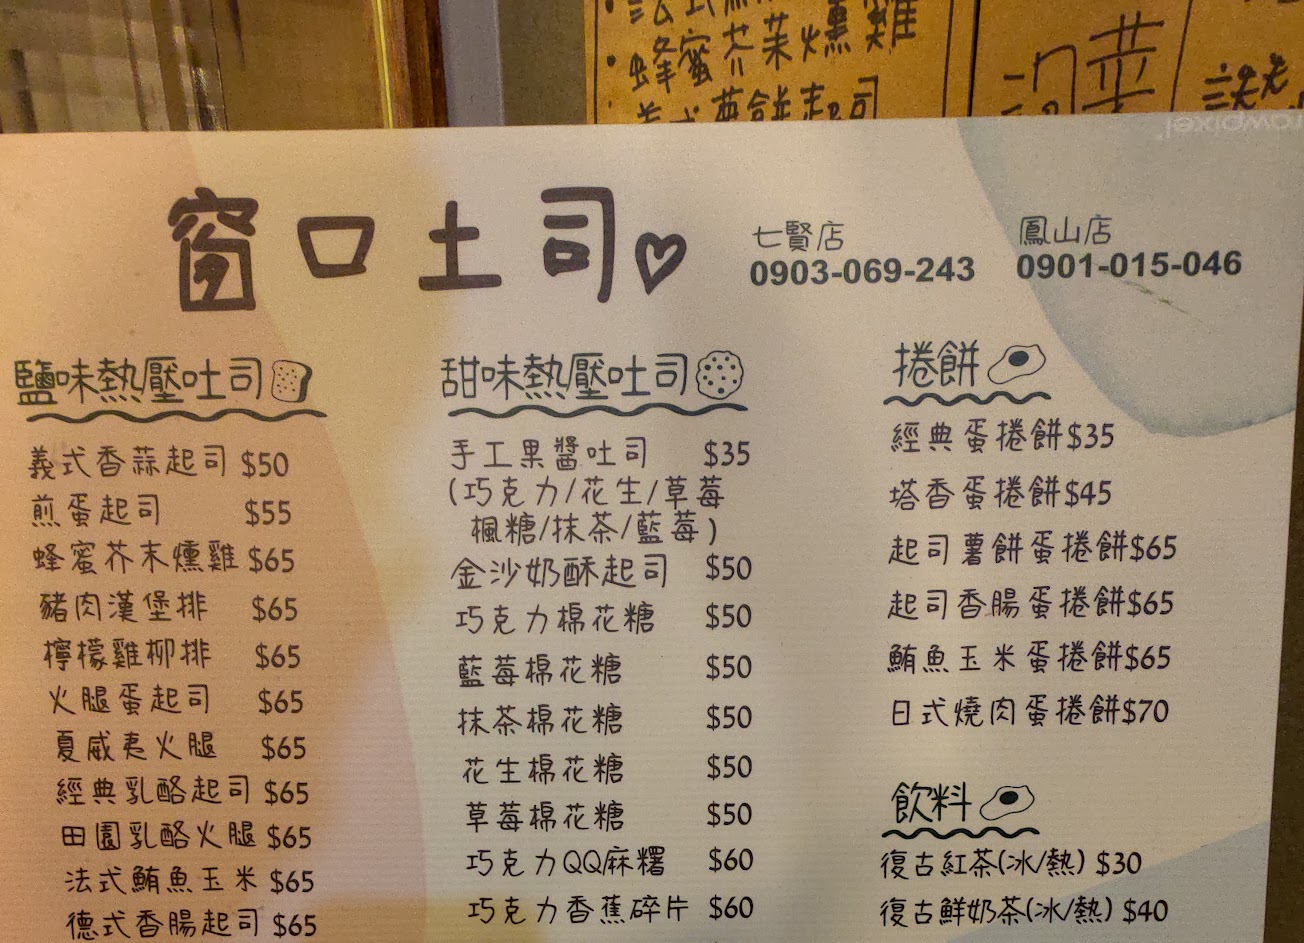 蜂蜜芥茉燻雞
rawpixel
窗口土司
七賢店
0903-069-243
鳳山店
0901-015-046
鹽味熱壓吐司
義式香蒜起司 $50
煎蛋起司 $55
蜂蜜芥末燻雞 $65
豬肉漢堡排 $65
檸檬雞柳排 $65
火腿蛋起司 $65
夏威夷火腿 $65
經典乳酪起司 $65
田園乳酪火腿 $65
法式鮪魚玉米 $65
德式香腸起司 $65
甜味熱壓吐司
手工果醬吐司 $35
(巧克力/花生/草莓
楓糖/抹茶/藍莓)
金沙奶酥起司 $50
巧克力棉花糖 $50
藍莓棉花糖 $50
抹茶棉花糖 $50
花生棉花糖 $50
草莓棉花糖 $50
巧克力QQ麻糬 $60
巧克力香蕉碎片 $60
捲餅
經典蛋捲餅$35
塔香蛋捲餅$45
起司薯餅蛋捲餅$65
起司香腸蛋捲餅$65
鮪魚玉米蛋捲餅$65
日式燒肉蛋捲餅$70
飲料
復古紅茶(冰/熱) $30
復古鮮奶茶(冰/熱) $40